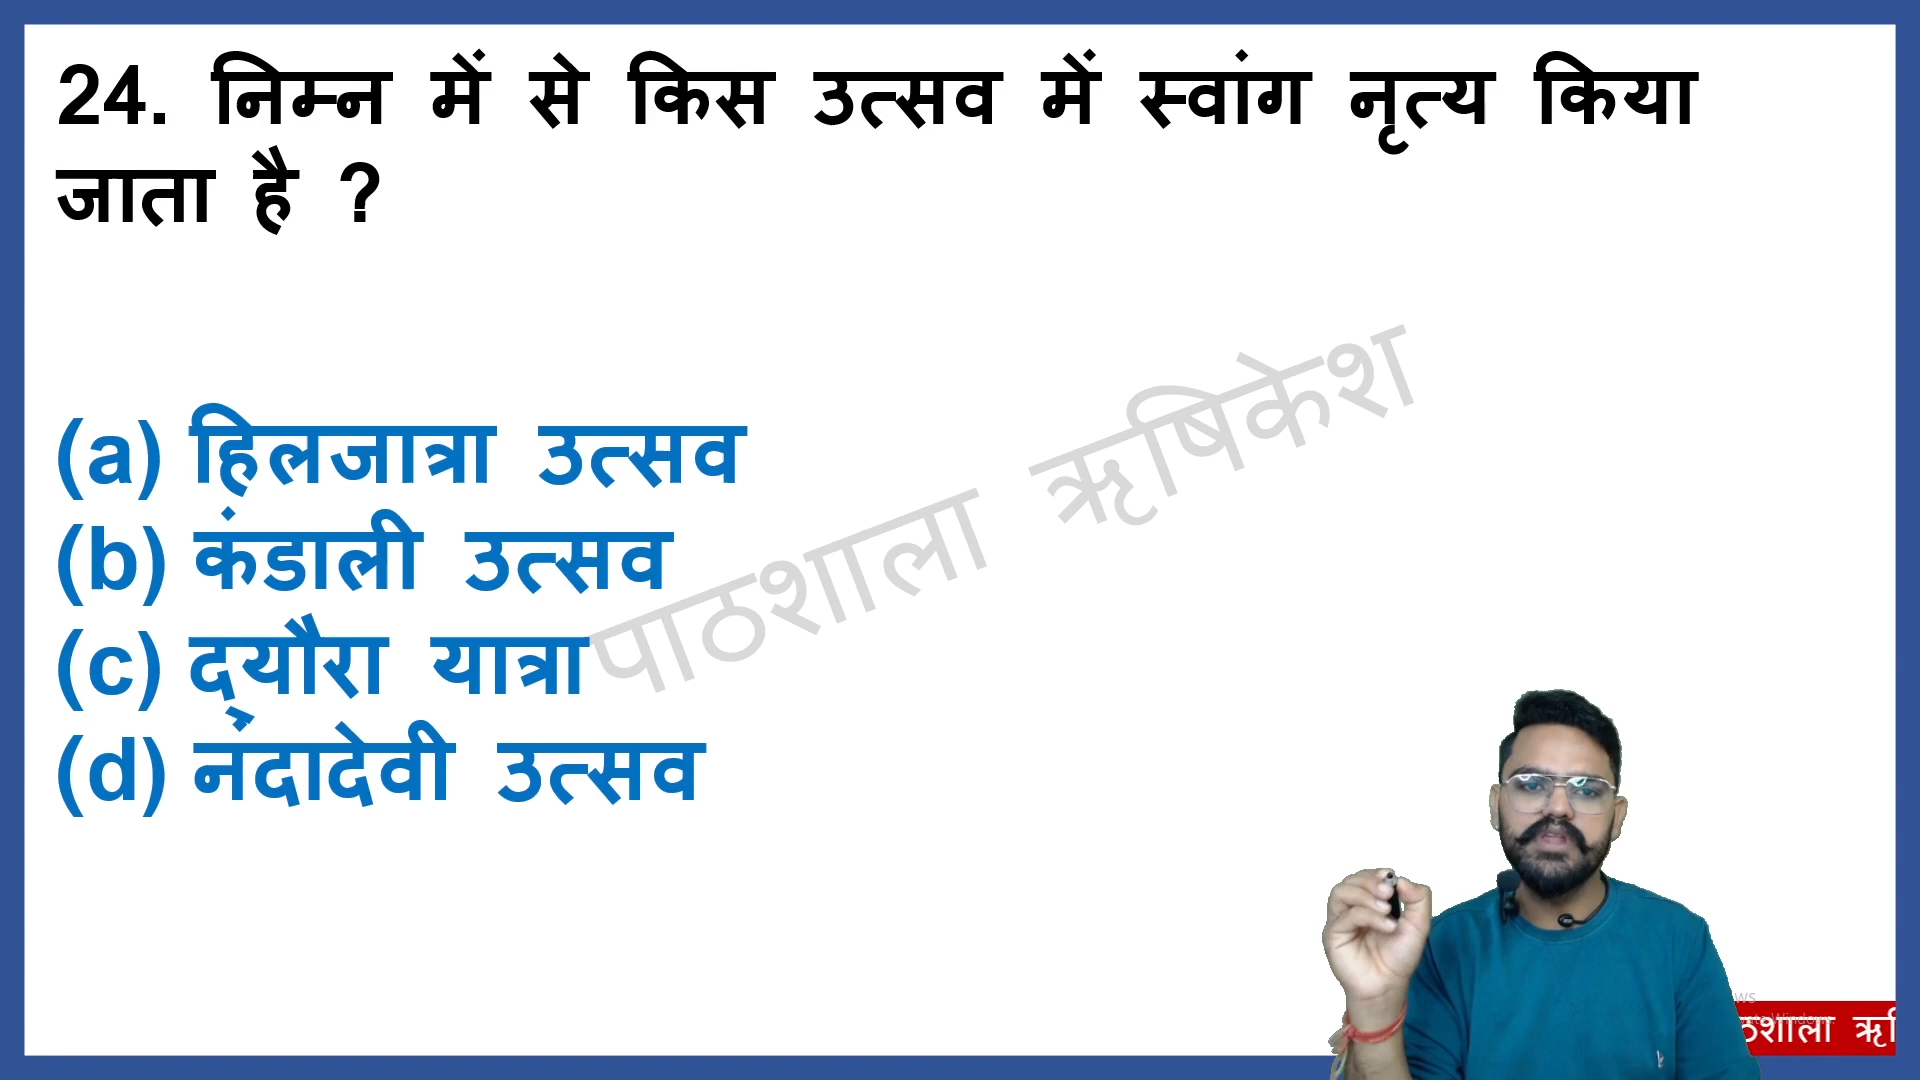 24. निम्न में से किस उत्सव में स्वांग नृत्य किया
जाता है ?
(a) हिलजात्रा उत्सव
(b) कंडाली उत्सव
(c) द्यौरा यात्रा
(d) नंदादेवी उत्सव
पाठशाला ऋषिकेश